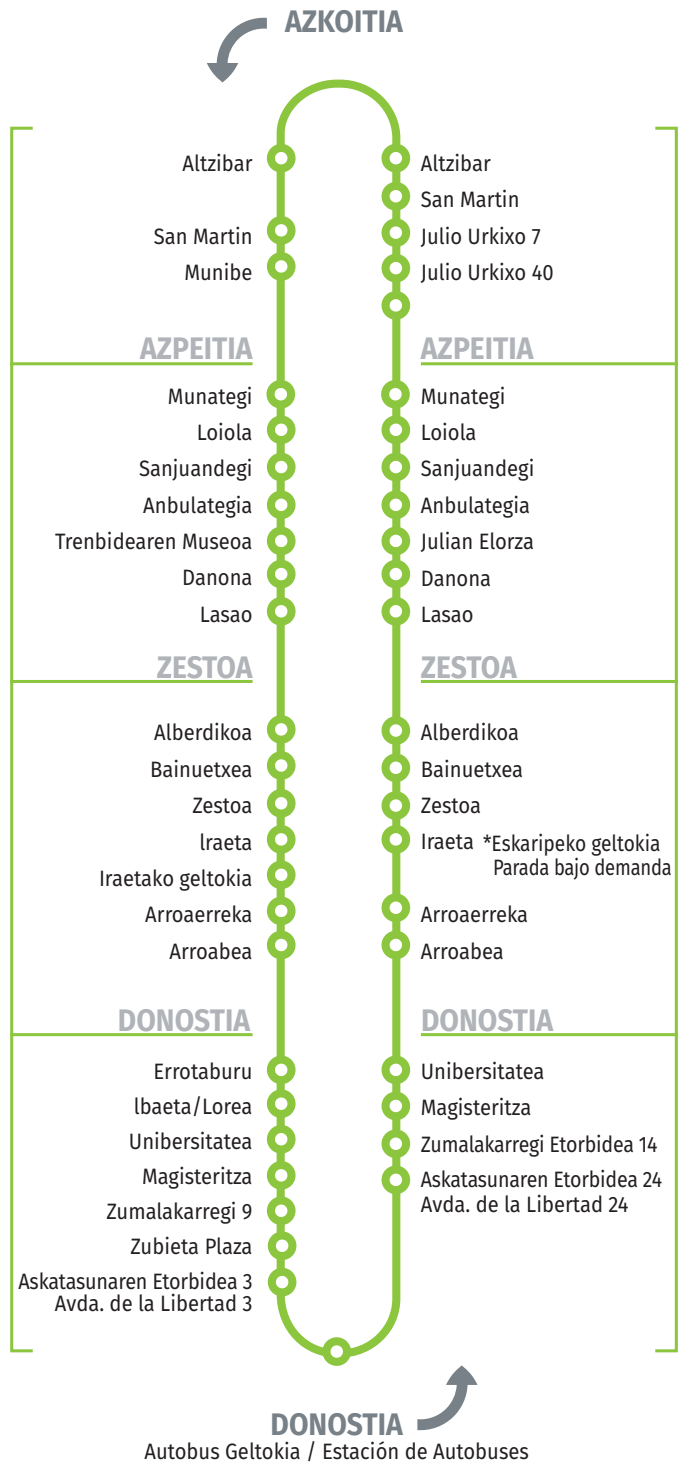 AZKOITIA
Altzibar
San Martin
Munibe
AZPEITIA
Munategi
Loiola
Sanjuandegi
Anbulategia
Trenbidearen Museoa
Danona
Lasao
ZESTOA
Alberdikoa
Bainuetxea
Zestoa
Iraeta
Iraetako geltokia
Arroaerreka
Arroabea
DONOSTIA
Errotaburu
Ibaeta/Lorea
Unibersitatea
Magisteritza
Zumalakarregi 9
Zubieta Plaza
Askatasunaren Etorbidea 3
Avda. de la Libertad 3
Altzibar
San Martin
Julio Urkixo 7
Julio Urkixo 40
AZPEITIA
Munategi
Loiola
Sanjuandegi
Anbulategia
Julian Elorza
Danona
Lasao
ZESTOA
Alberdikoa
Bainuetxea
Zestoa
Iraeta *Eskaripeko geltokia
Parada bajo demanda
Arroaerreka
Arroabea
DONOSTIA
Unibersitatea
Magisteritza
Zumalakarregi Etorbidea 14
Askatasunaren Etorbidea 24
Avda. de la Libertad 24
DONOSTIA
Autobus Geltokia / Estación de Autobuses